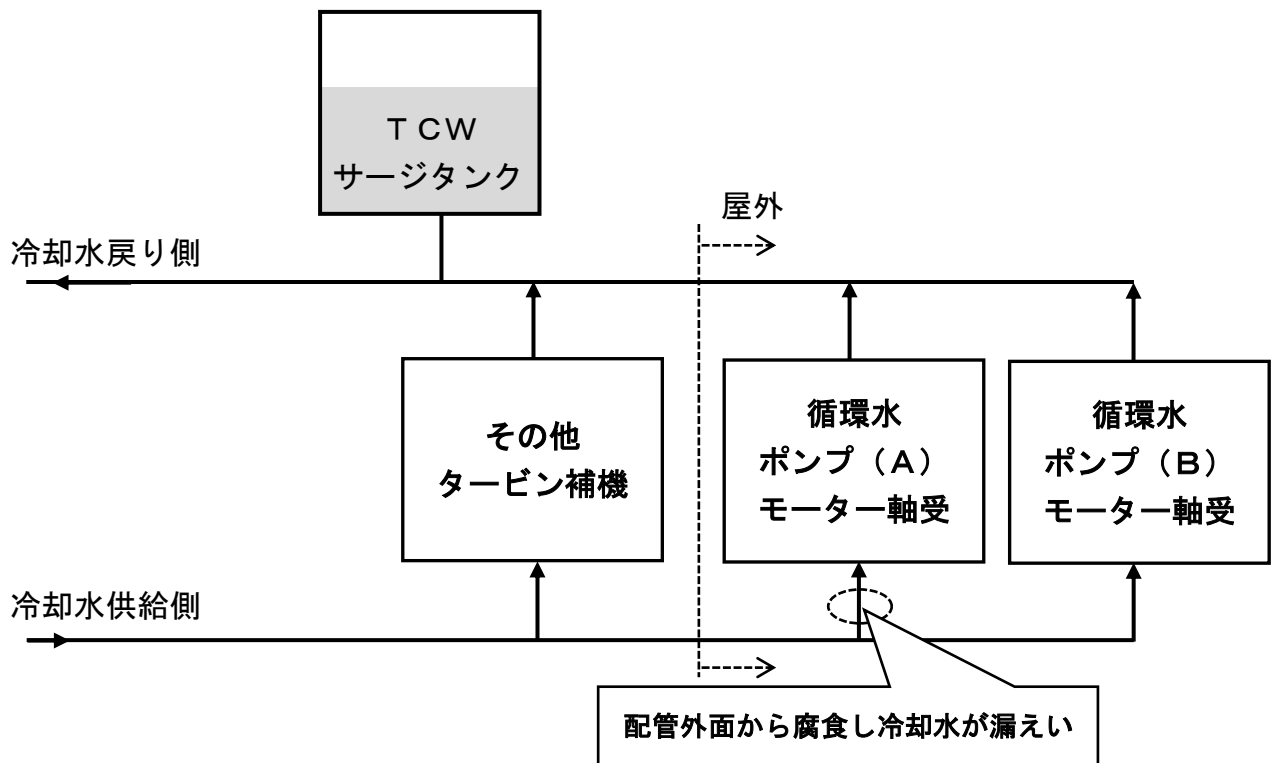 ＴＣＷ
サージタンク
屋外
冷却水戻り側
その他
タービン補機
循環水
ポンプ（Ａ）
モーター軸受
循環水
ポンプ（Ｂ）
モーター軸受
冷却水供給側
配管外面から腐食し冷却水が漏えい